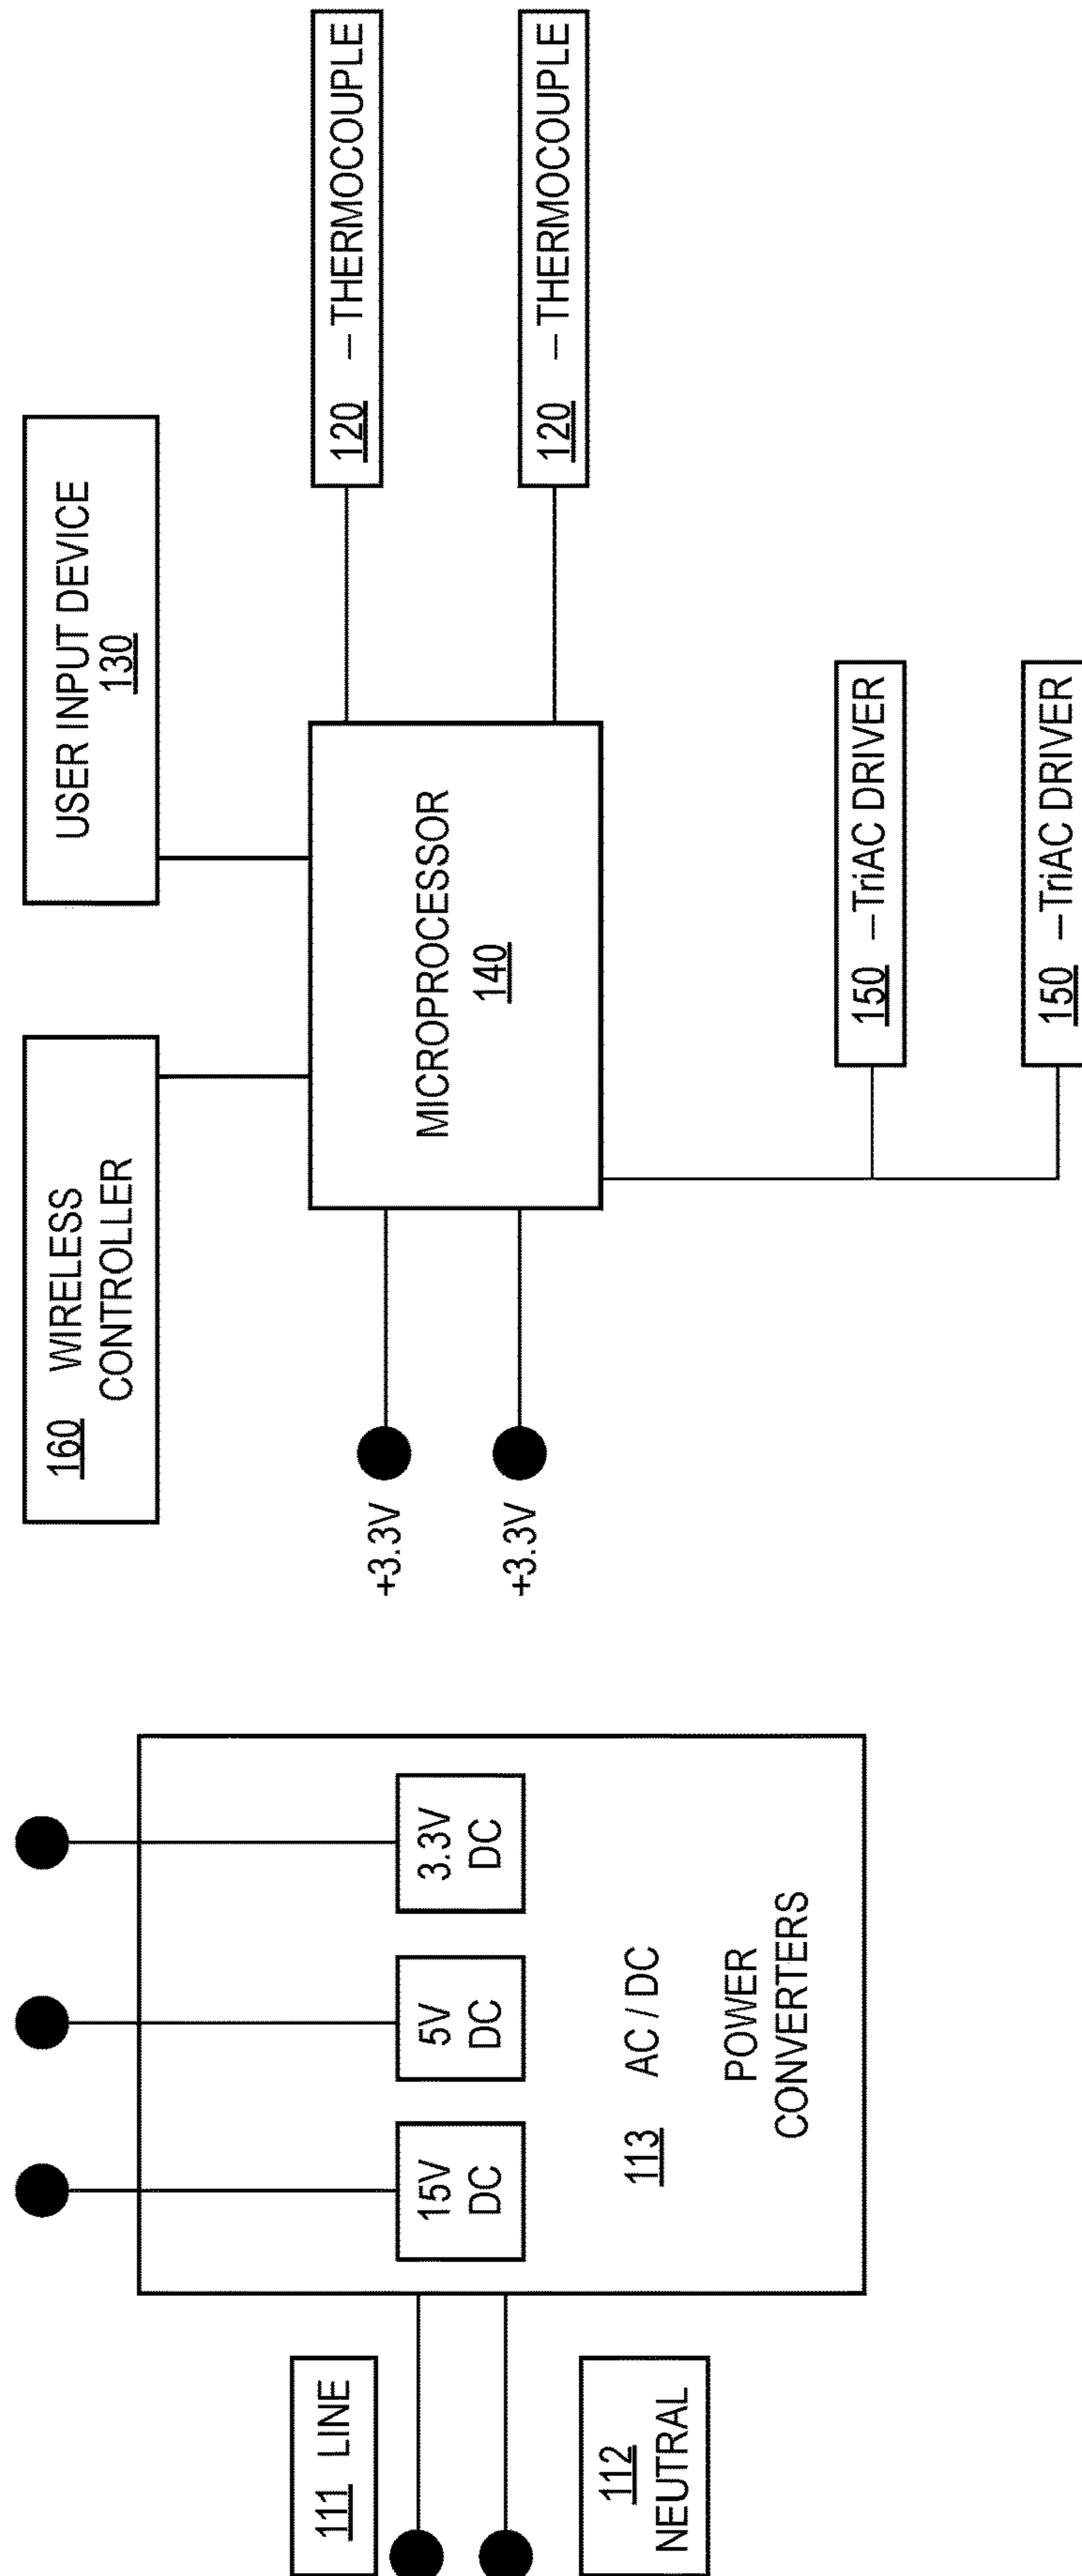 111 LINE
112
NEUTRAL
15V
DC
5V
DC
3.3V
DC
113 AC / DC
POWER
CONVERTERS
160 WIRELESS
CONTROLLER
USER INPUT DEVICE
130
+3.3V
+3.3V
MICROPROCESSOR
140
120 – THERMOCOUPLE
120 – THERMOCOUPLE
150 –TriAC DRIVER
150 –TriAC DRIVER